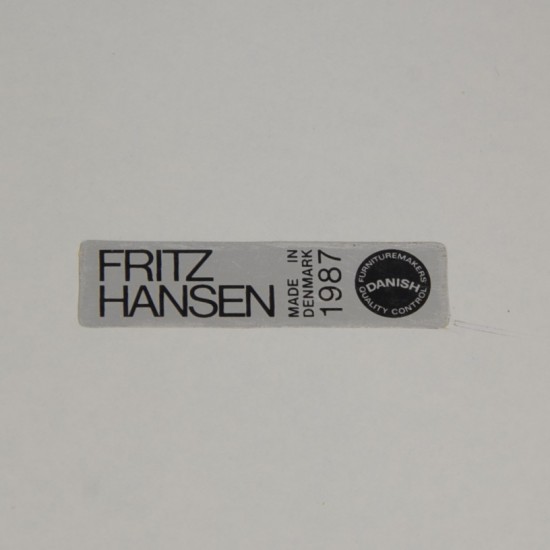 FRITZ
HANSEN
MADE IN
DENMARK
1987
FURNITUREMAKERS
DANISH
QUALITY CONTROL